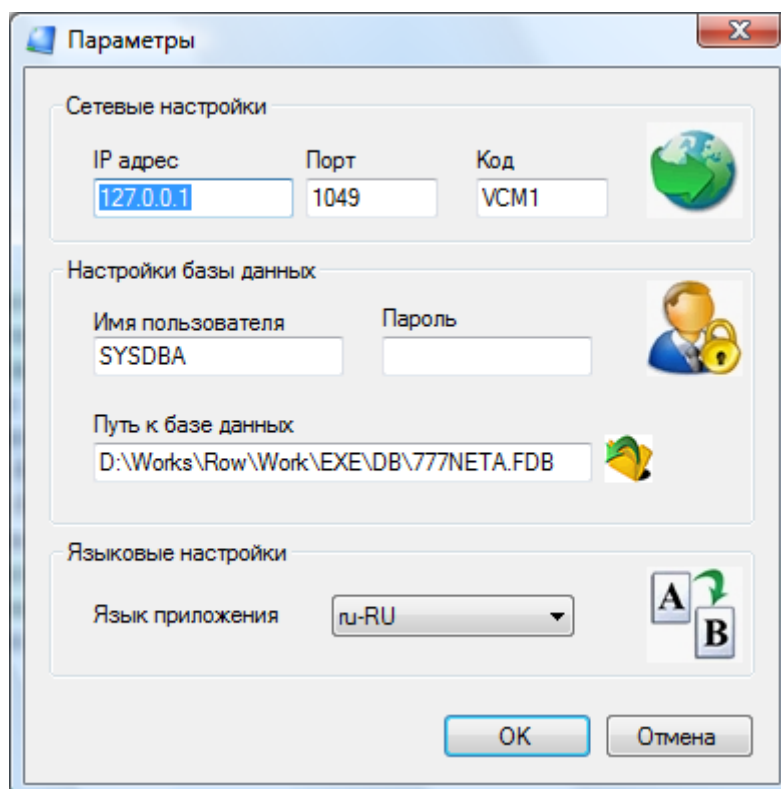 Параметры
Сетевые настройки
IP адрес Порт Код
127.0.0.1 1049 VCM1
Настройки базы данных
Имя пользователя Пароль
SYSDBA
Путь к базе данных
D:\Works\Row\Work\EXE\DB\777NETA.FDB
Языковые настройки
Язык приложения ru-RU
A
B
OK Отмена